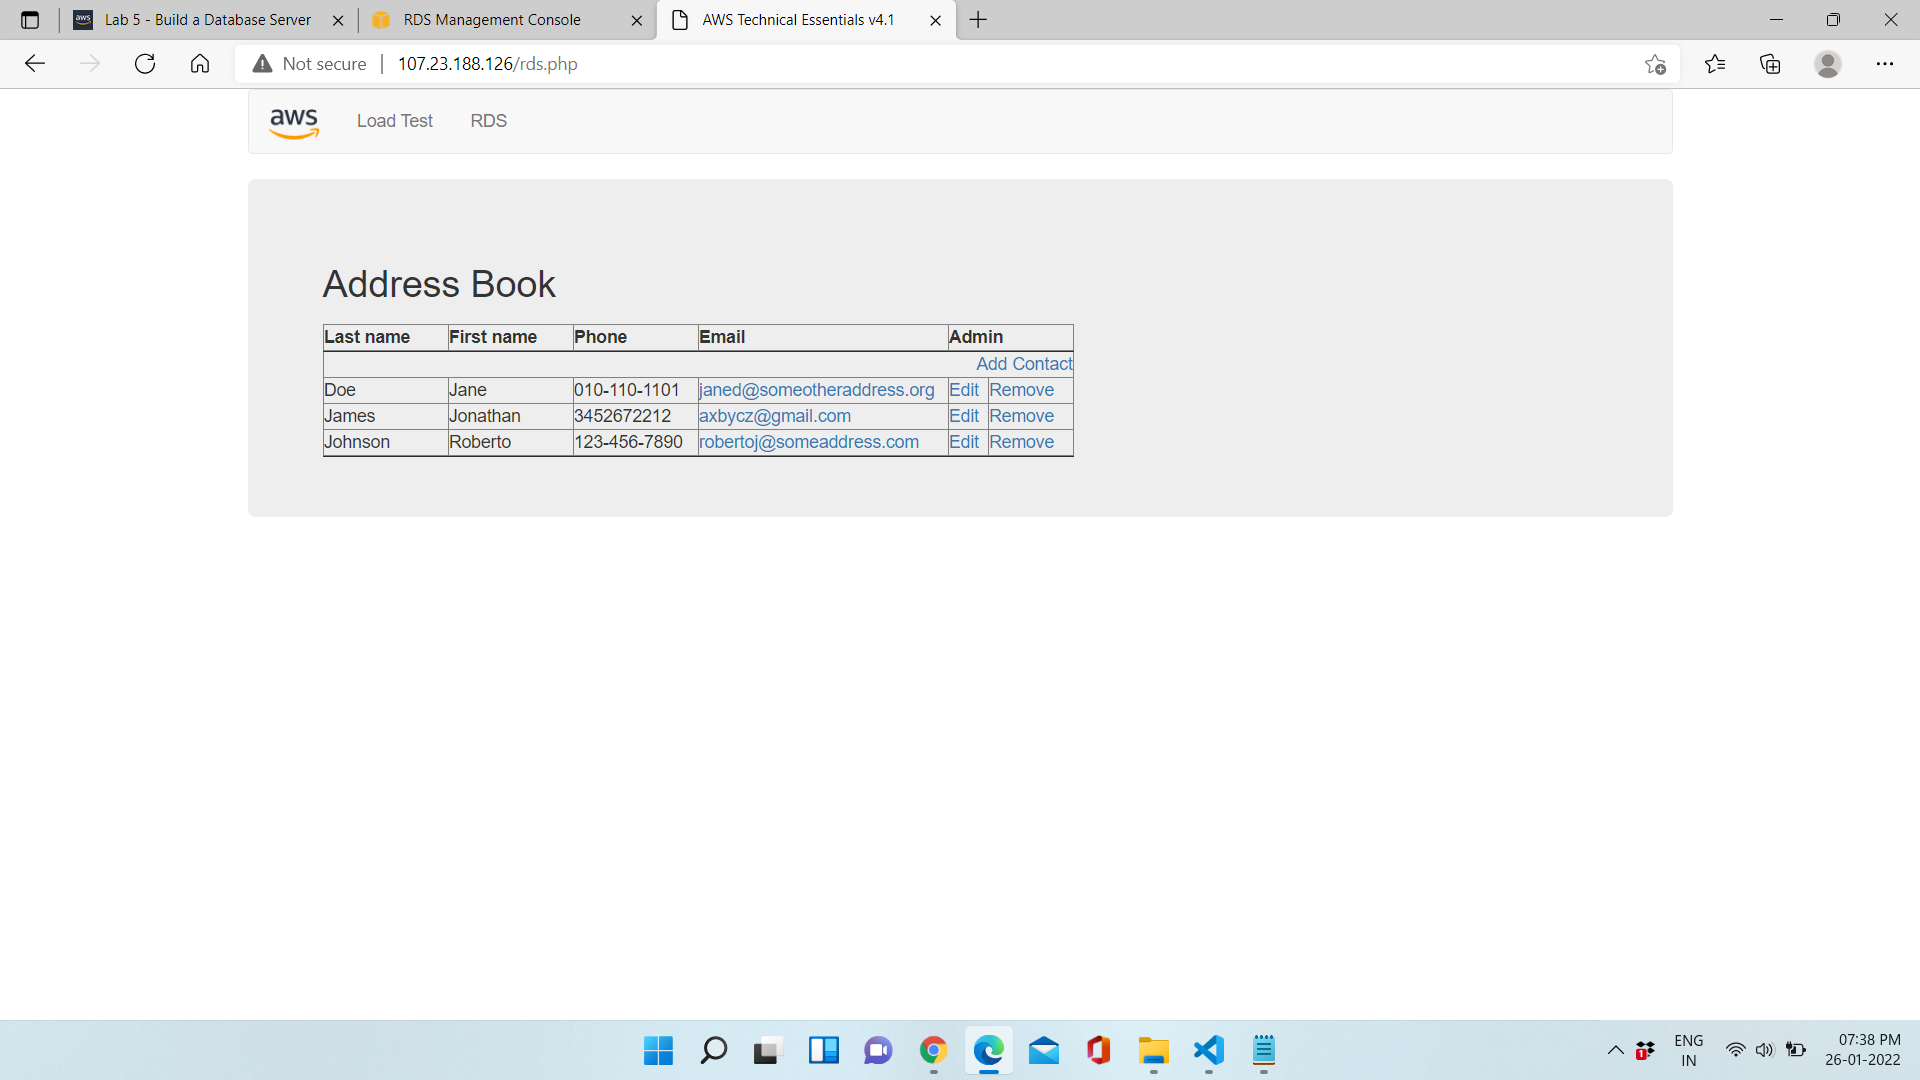 aws Lab 5 - Build a Database Server RDS Management Console AWS Technical Essentials v4.1
Not secure 107.23.188.126/rds.php
aws Load Test RDS
Address Book
Last name First name Phone Email Admin
Add Contact
Doe Jane 010-110-1101 janed@someotheraddress.org Edit Remove
James Jonathan 3452672212 axbycz@gmail.com Edit Remove
Johnson Roberto 123-456-7890 robertoj@someaddress.com Edit Remove
1 ENG 07:38 PM
IN 26-01-2022